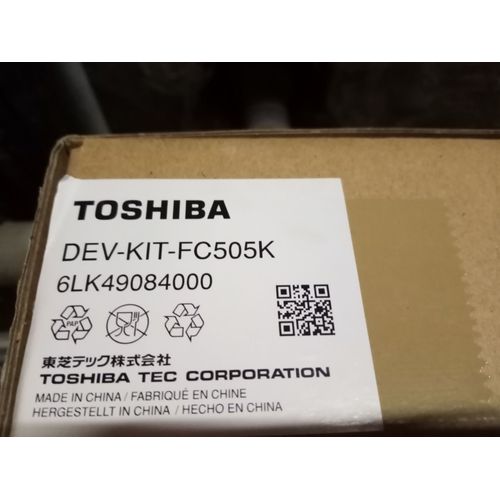 TOSHIBA
DEV-KIT-FC505K
6LK49084000
PAP
東芝テック株式会社
TOSHIBA TEC CORPORATION
MADE IN CHINA / FABRIQUÉ EN CHINE
HERGESTELLT IN CHINA / HECHO EN CHINA